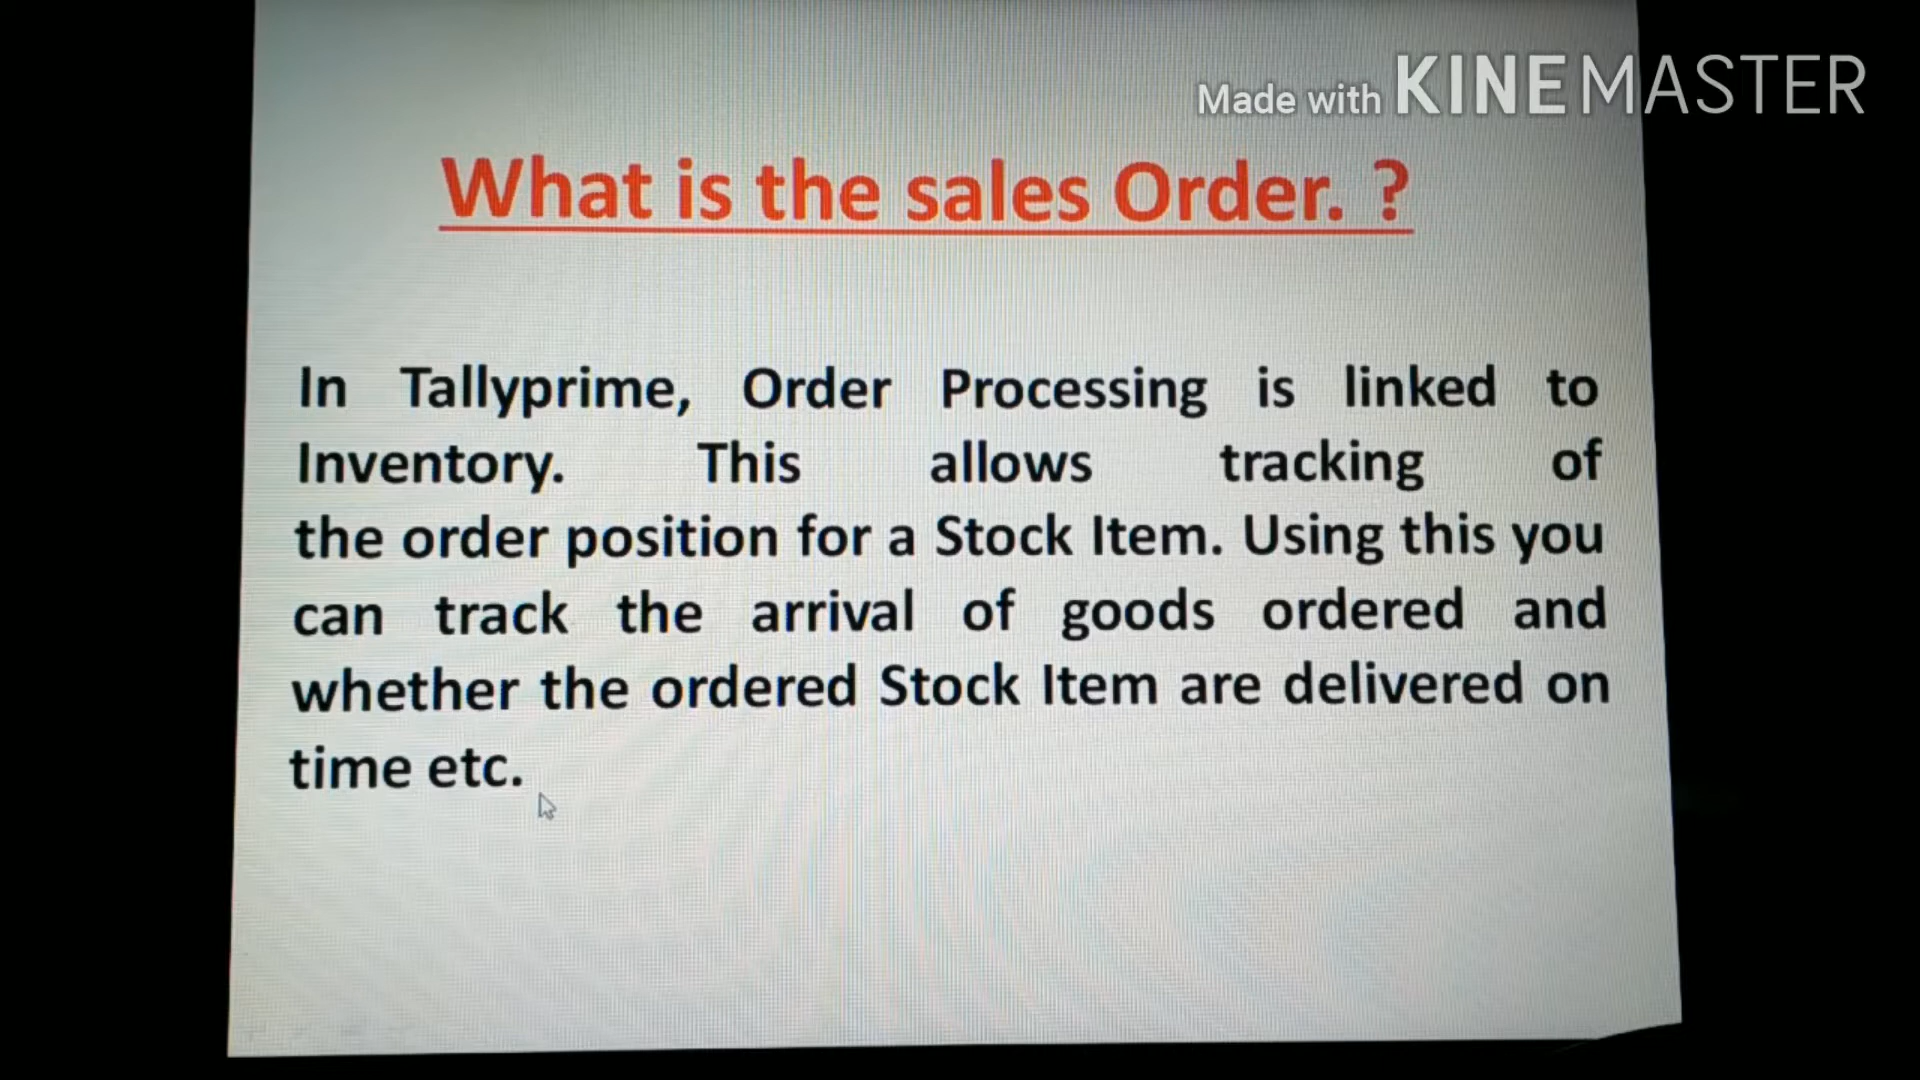 Made with KINEMASTER
What is the sales Order. ?
In Tallyprime, Order Processing is linked to
Inventory. This allows tracking of
the order position for a Stock Item. Using this you
can track the arrival of goods ordered and
whether the ordered Stock Item are delivered on
time etc.